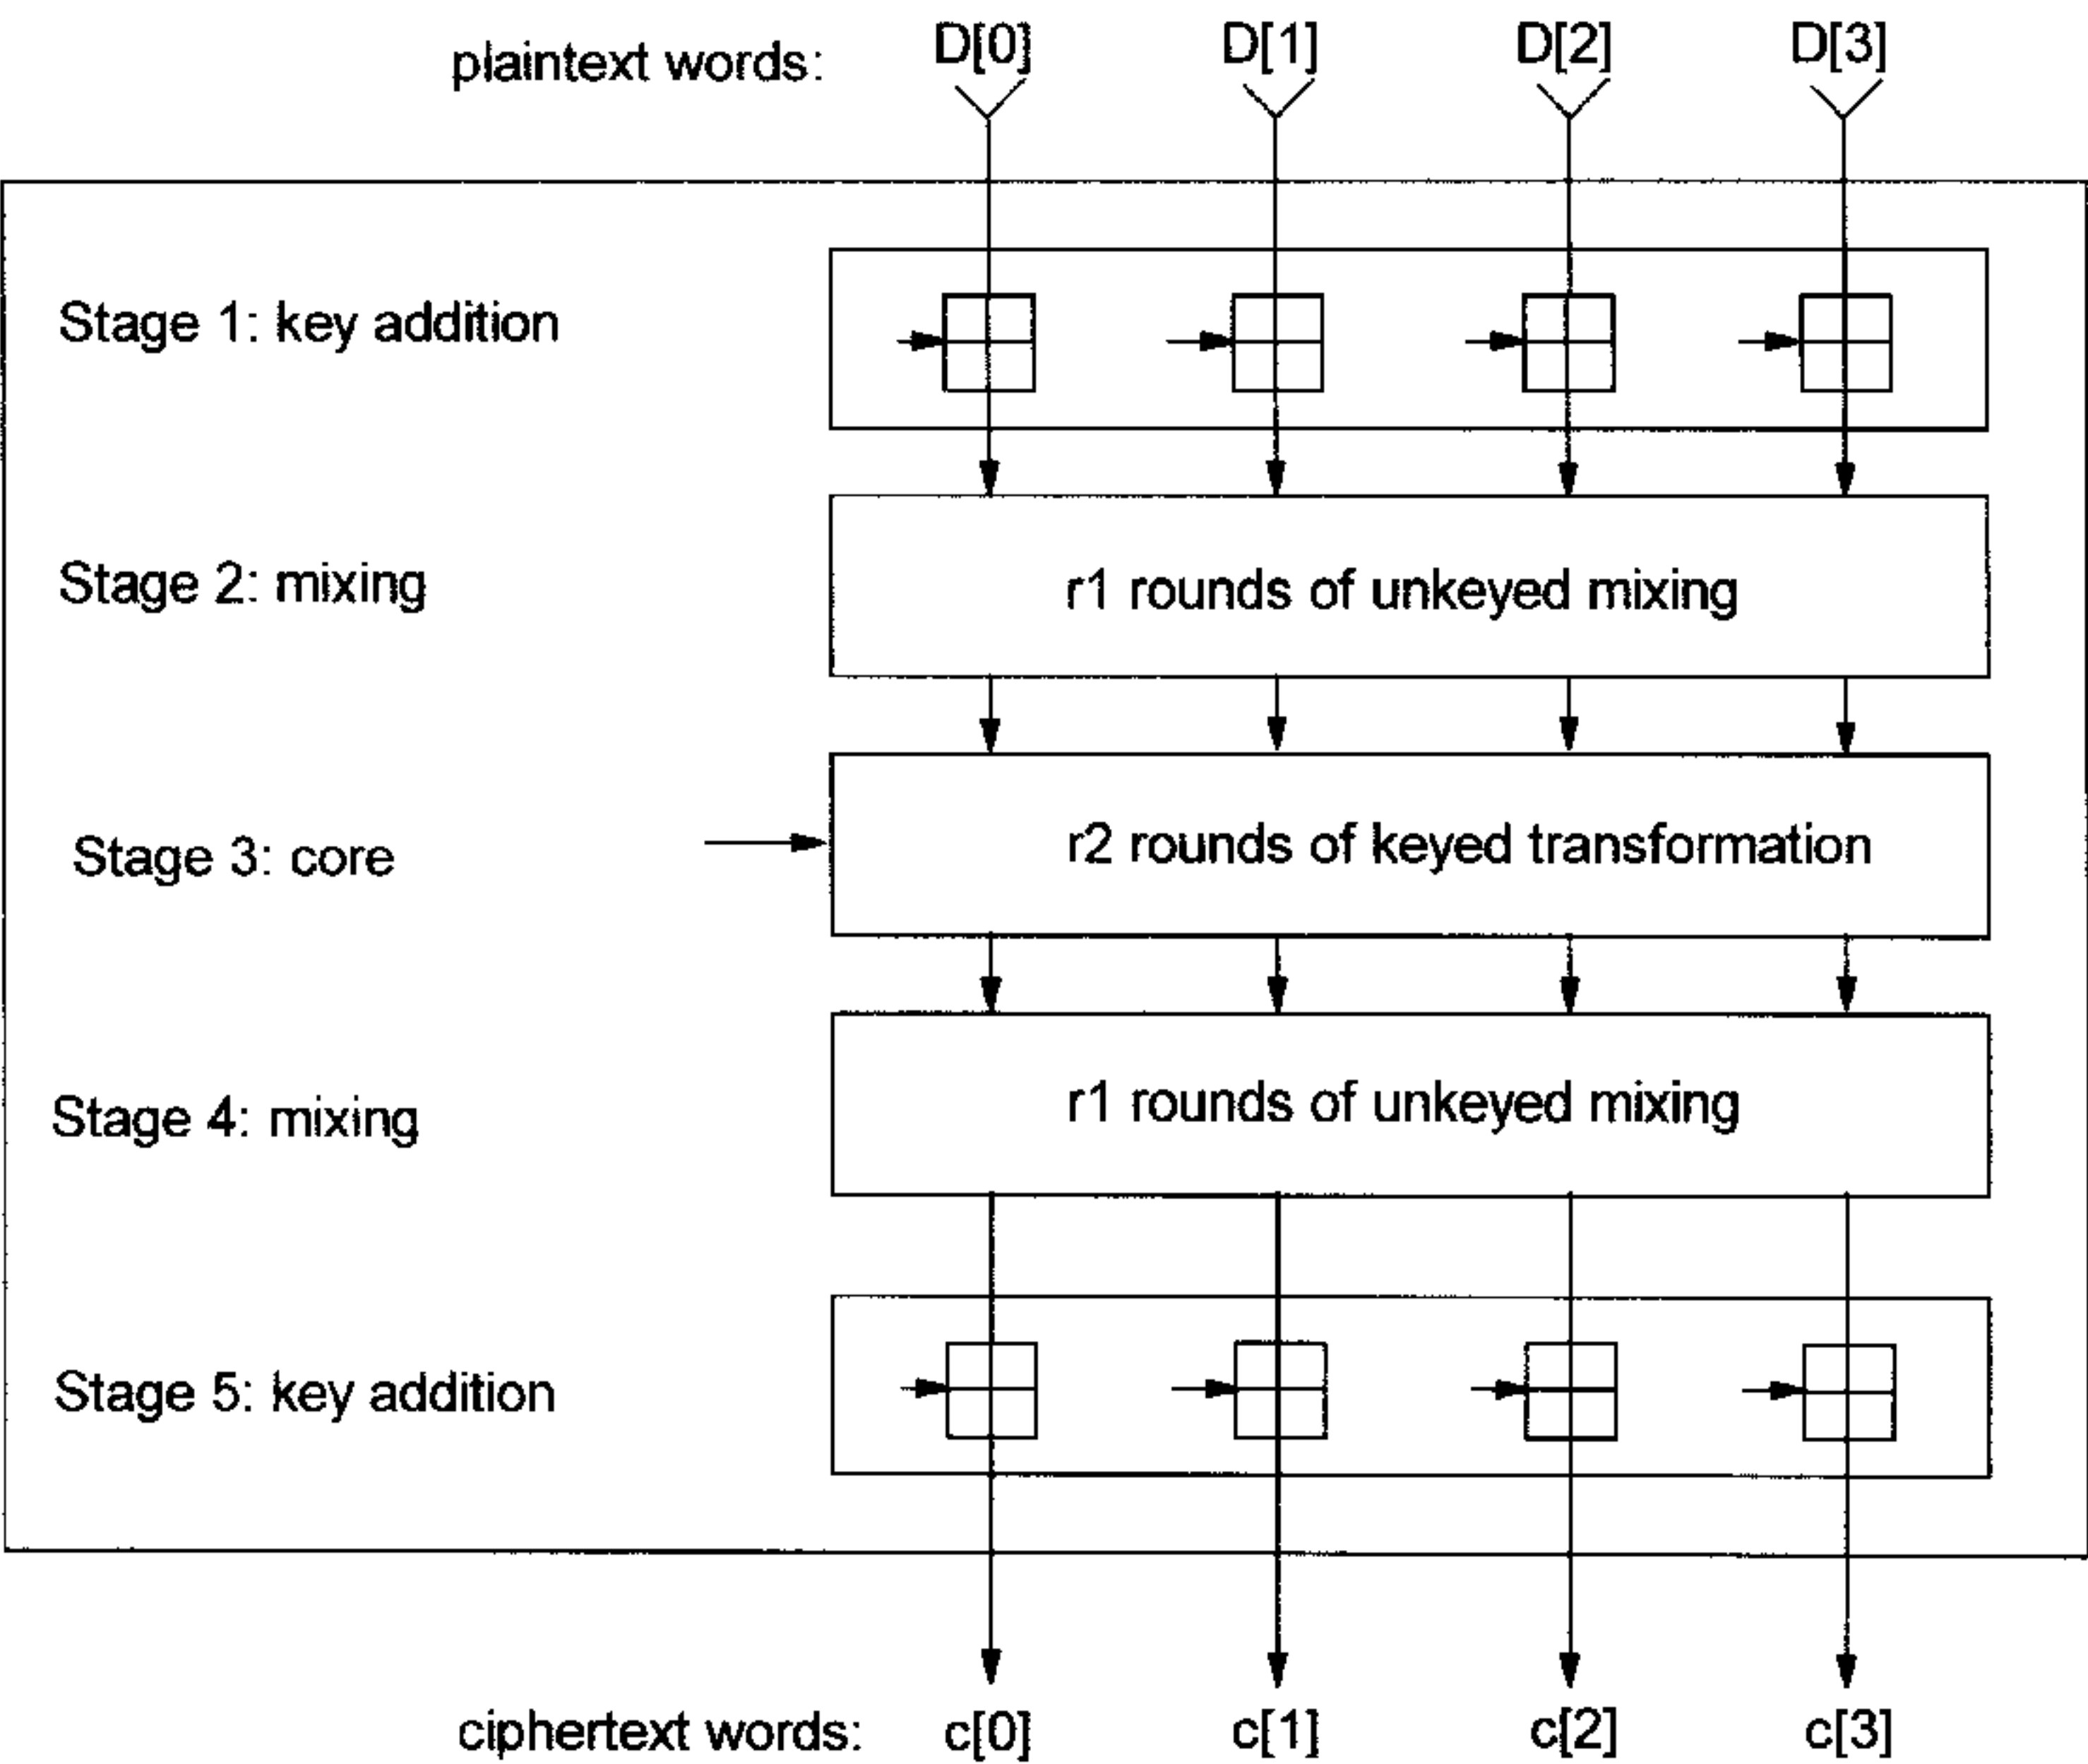 plaintext words: D[0] D[1] D[2] D[3]
Stage 1: key addition
Stage 2: mixing
r1 rounds of unkeyed mixing
Stage 3: core
r2 rounds of keyed transformation
Stage 4: mixing
r1 rounds of unkeyed mixing
Stage 5: key addition
ciphertext words: c[0] c[1] c[2] c[3]